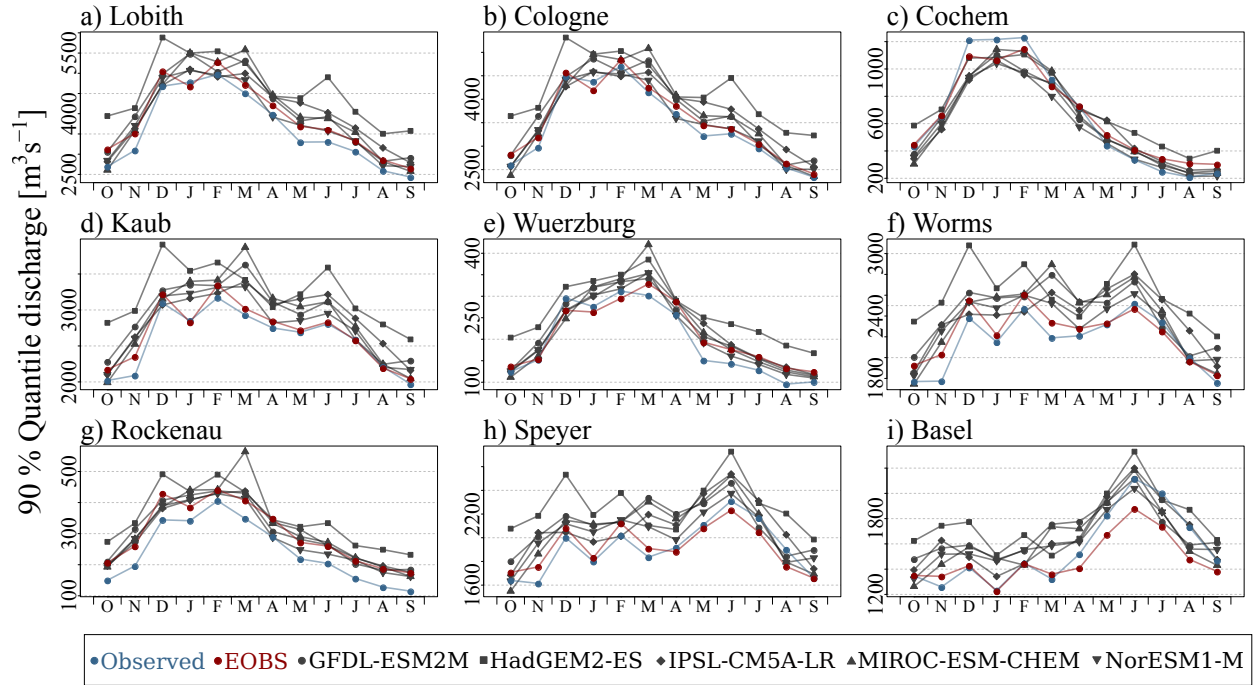 a) Lobith
b) Cologne
c) Cochem
5500
4000
2500
O N D J F M A M J J A S
4000
2500
O N D J F M A M J J A S
1000
600
200
O N D J F M A M J J A S
90 % Quantile discharge [m³s⁻¹]
d) Kaub
e) Wuerzburg
f) Worms
3000
2000
O N D J F M A M J J A S
400
250
100
O N D J F M A M J J A S
3000
2400
1800
O N D J F M A M J J A S
g) Rockenau
h) Speyer
i) Basel
500
300
100
O N D J F M A M J J A S
2200
1600
O N D J F M A M J J A S
1800
1200
O N D J F M A M J J A S
Observed EOBS GFDL-ESM2M HadGEM2-ES IPSL-CM5A-LR MIROC-ESM-CHEM NorESM1-M